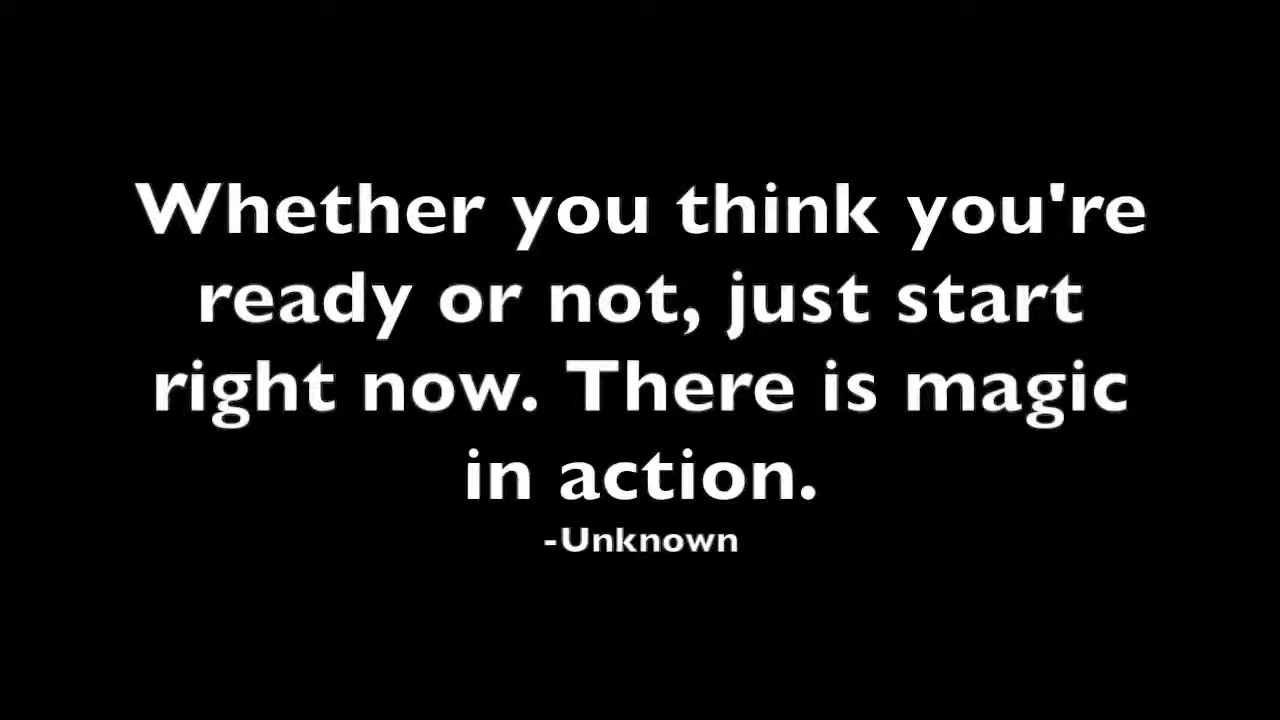 Whether you think you're
ready or not, just start
right now. There is magic
in action.
-Unknown